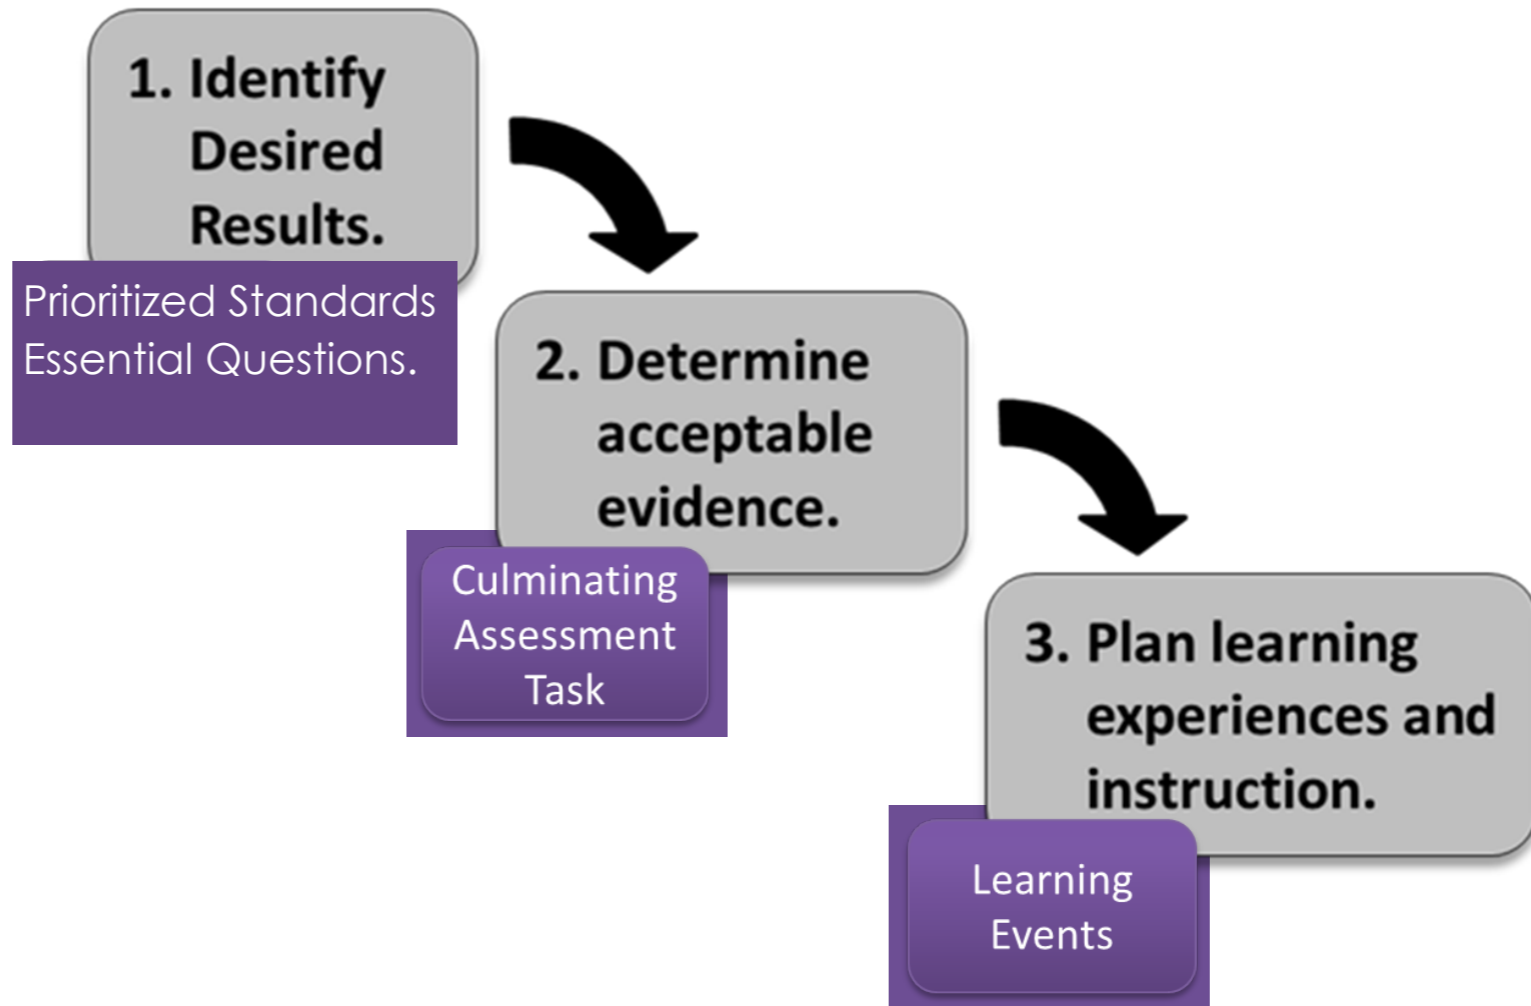 1. Identify
Desired
Results.
Prioritized Standards
Essential Questions.
2. Determine
acceptable
evidence.
Culminating
Assessment
Task
3. Plan learning
experiences and
instruction.
Learning
Events